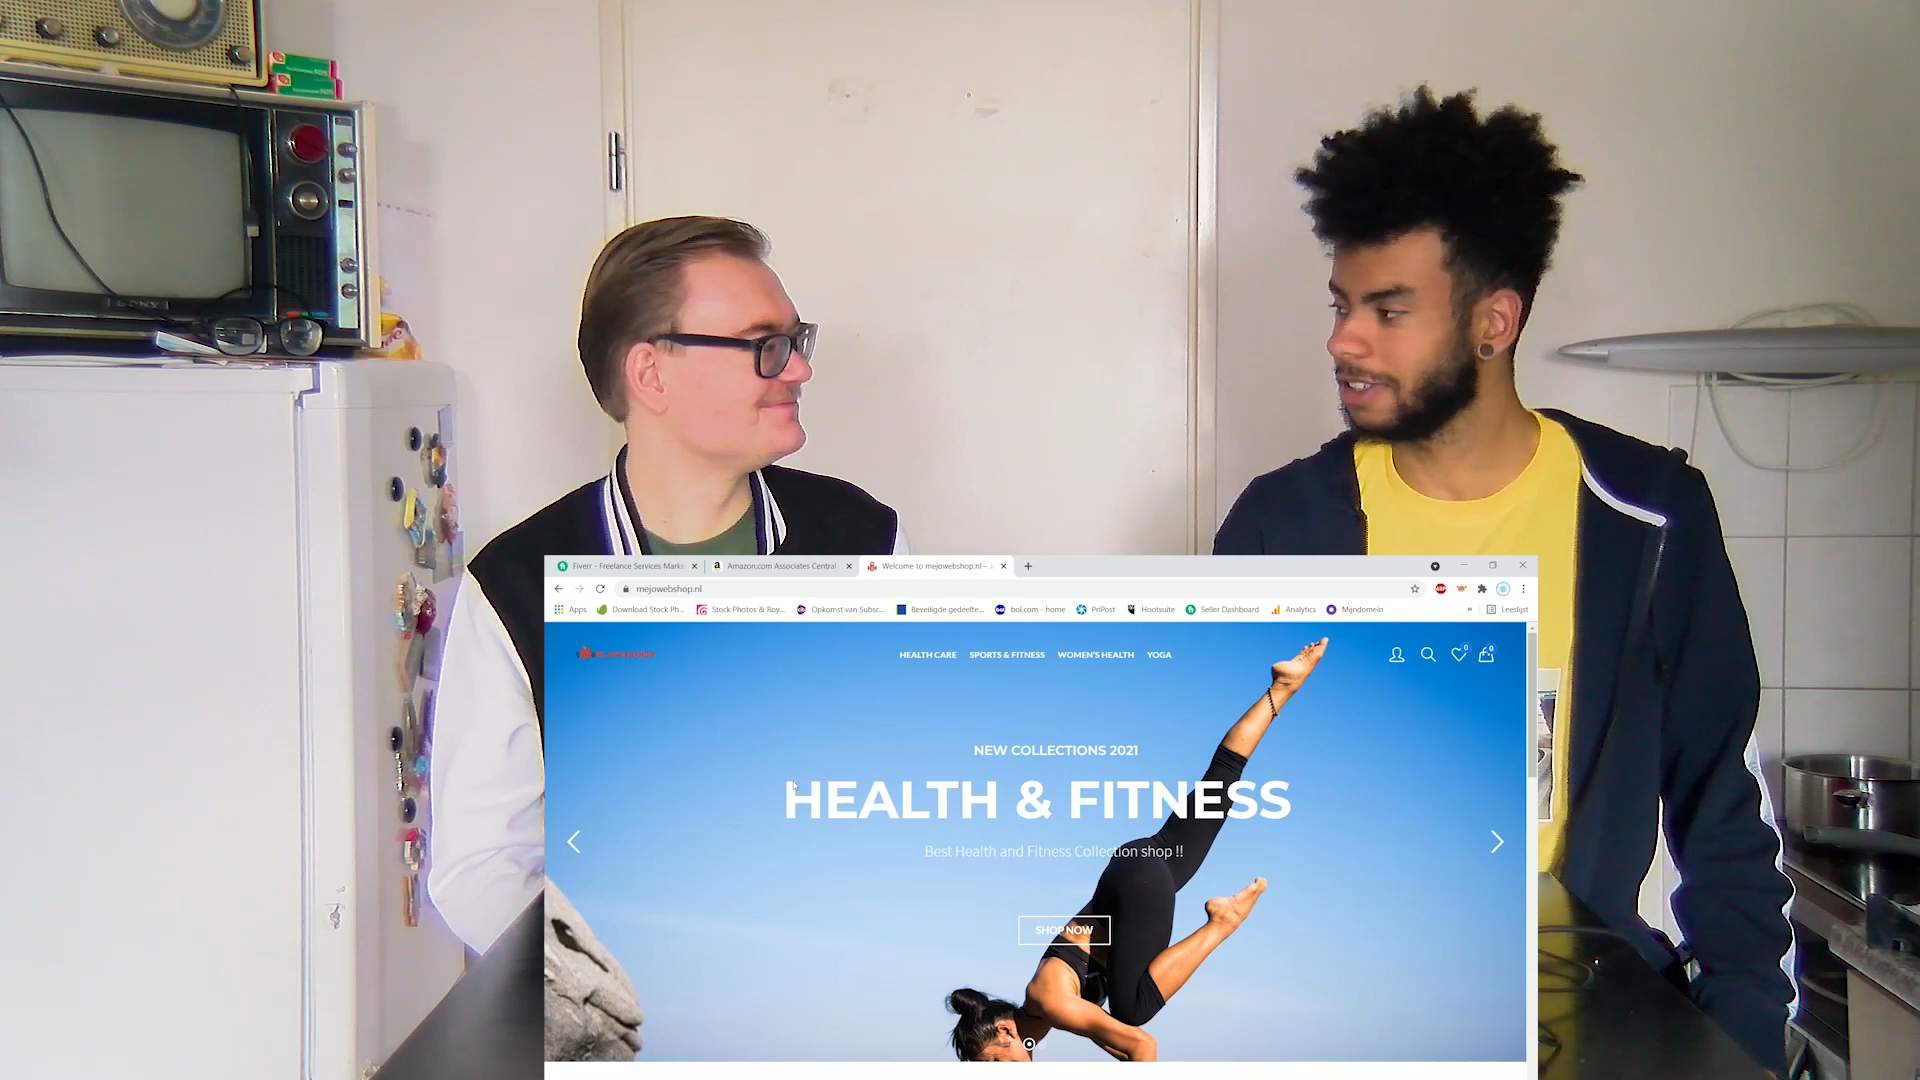 SONY
Fiverr - Freelance Services Marke
Amazon.com Associates Central
Welcome to mejowebshop.nl –
mejowebshop.nl
Apps
Download Stock Ph...
Stock Photos & Roy...
Opkomst van Subsc...
Beveiligde gedeelte...
bol.com - home
PriPost
Hootsuite
Seller Dashboard
Analytics
Mijndomein
»
Leeslijst
HEALTH CARE
SPORTS & FITNESS
WOMEN'S HEALTH
YOGA
0
0
NEW COLLECTIONS 2021
HEALTH & FITNESS
Best Health and Fitness Collection shop !!
SHOP NOW